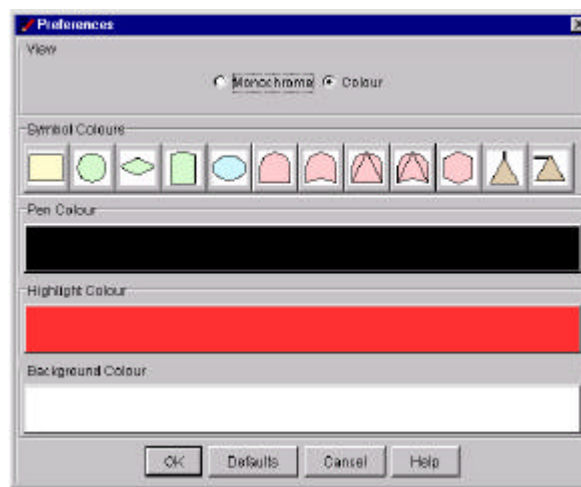 Preferences
View
Monochrome Colour
Symbol Colours
Pen Colour
Highlight Colour
Background Colour
OK Defaults Cancel Help